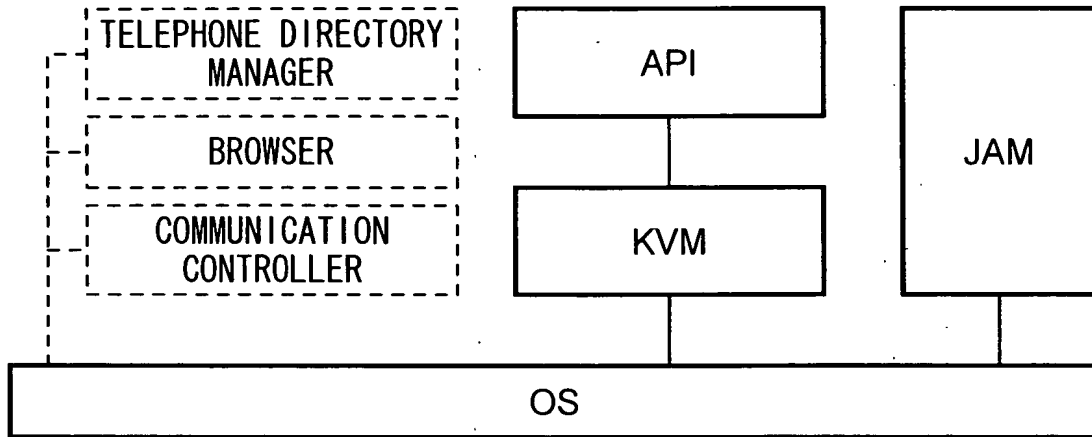 TELEPHONE DIRECTORY
MANAGER
BROWSER
COMMUNICATION
CONTROLLER
API
KVM
JAM
OS